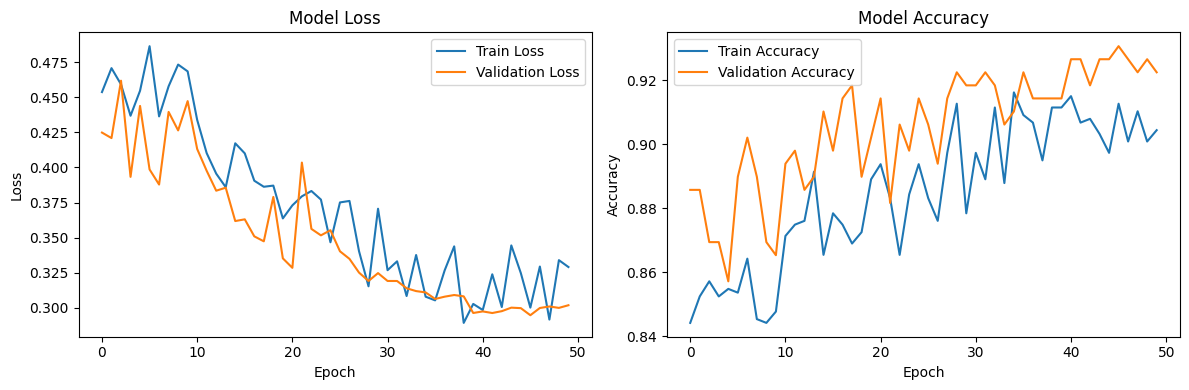 Model Loss
Train Loss
Validation Loss
0.475
0.450
0.425
0.400
0.375
0.350
0.325
0.300
Loss
0 10 20 30 40 50
Epoch
Model Accuracy
Train Accuracy
Validation Accuracy
0.92
0.90
0.88
0.86
0.84
Accuracy
0 10 20 30 40 50
Epoch